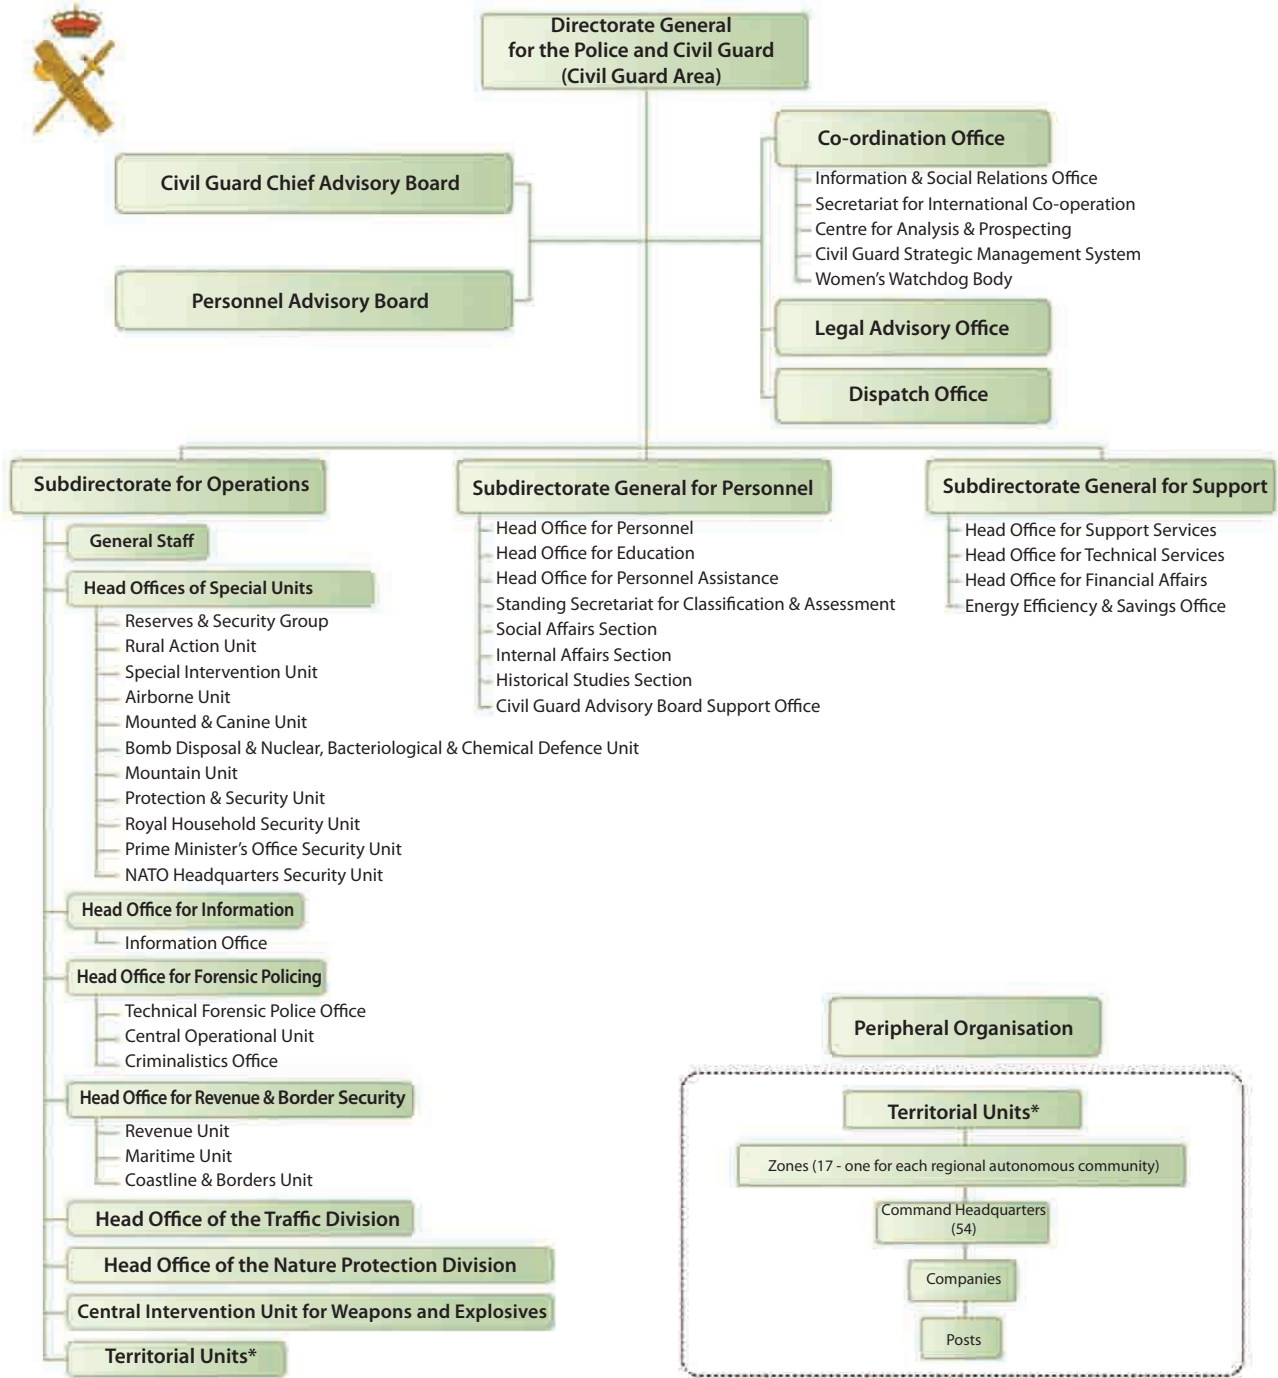 Directorate General
for the Police and Civil Guard
(Civil Guard Area)
Civil Guard Chief Advisory Board
Personnel Advisory Board
Co-ordination Office
Information & Social Relations Office
Secretariat for International Co-operation
Centre for Analysis & Prospecting
Civil Guard Strategic Management System
Women's Watchdog Body
Legal Advisory Office
Dispatch Office
Subdirectorate for Operations
General Staff
Head Offices of Special Units
Reserves & Security Group
Rural Action Unit
Special Intervention Unit
Airborne Unit
Mounted & Canine Unit
Bomb Disposal & Nuclear, Bacteriological & Chemical Defence Unit
Mountain Unit
Protection & Security Unit
Royal Household Security Unit
Prime Minister's Office Security Unit
NATO Headquarters Security Unit
Head Office for Information
Information Office
Head Office for Forensic Policing
Technical Forensic Police Office
Central Operational Unit
Criminalistics Office
Head Office for Revenue & Border Security
Revenue Unit
Maritime Unit
Coastline & Borders Unit
Head Office of the Traffic Division
Head Office of the Nature Protection Division
Central Intervention Unit for Weapons and Explosives
Territorial Units*
Subdirectorate General for Personnel
Head Office for Personnel
Head Office for Education
Head Office for Personnel Assistance
Standing Secretariat for Classification & Assessment
Social Affairs Section
Internal Affairs Section
Historical Studies Section
Civil Guard Advisory Board Support Office
Subdirectorate General for Support
Head Office for Support Services
Head Office for Technical Services
Head Office for Financial Affairs
Energy Efficiency & Savings Office
Peripheral Organisation
Territorial Units*
Zones (17 - one for each regional autonomous community)
Command Headquarters
(54)
Companies
Posts